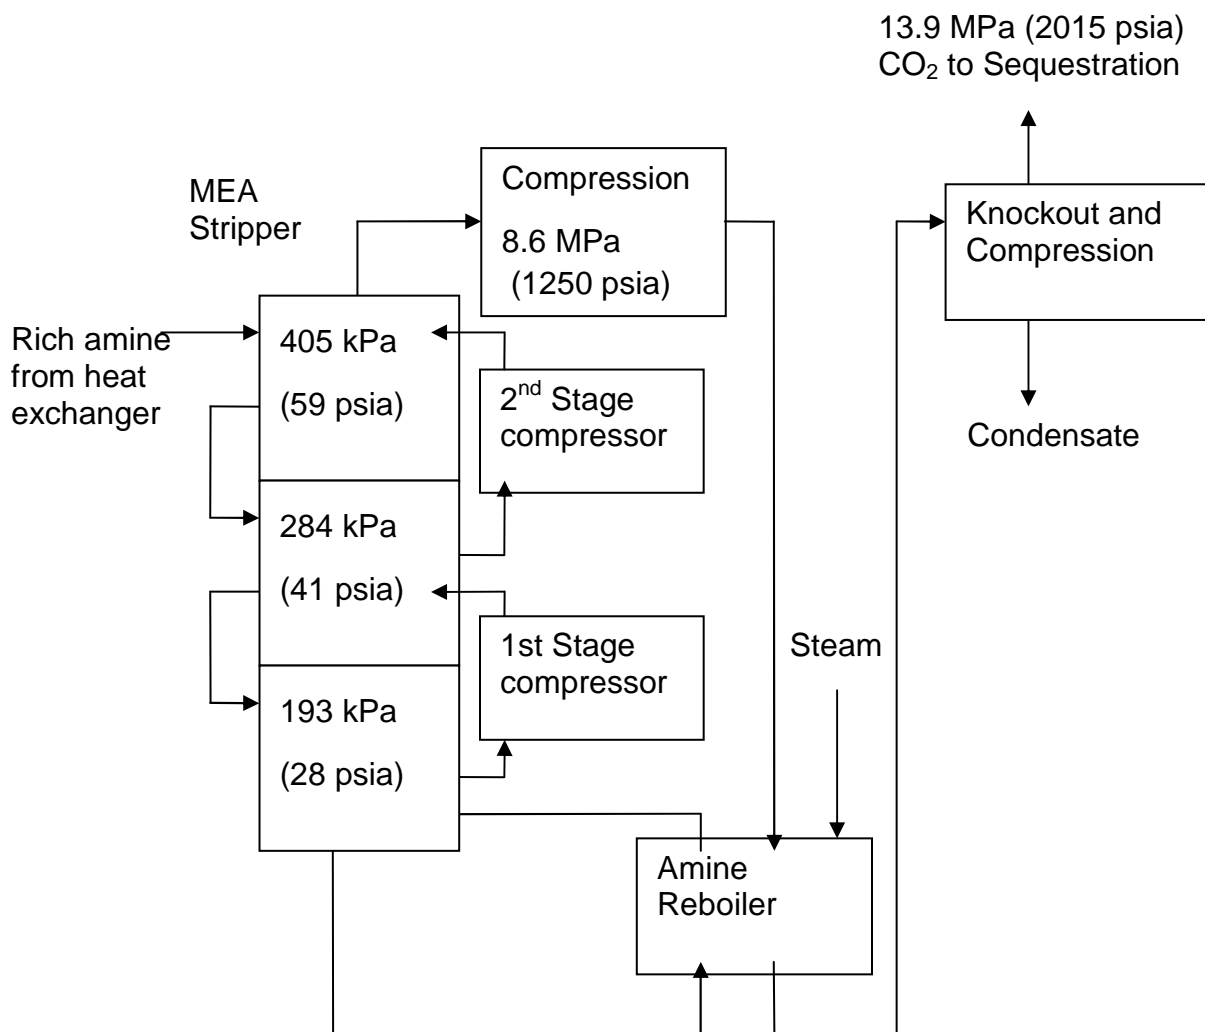 13.9 MPa (2015 psia)
CO₂ to Sequestration
MEA
Stripper
Compression
8.6 MPa
(1250 psia)
Knockout and
Compression
Rich amine
from heat
exchanger
405 kPa
(59 psia)
2nd Stage
compressor
Condensate
284 kPa
(41 psia)
1st Stage
compressor
Steam
193 kPa
(28 psia)
Amine
Reboiler